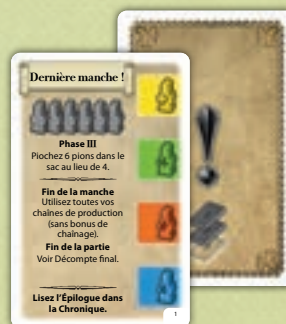 Dernière manche !
Phase III
Piochez 6 pions dans le
sac au lieu de 4.
Fin de la manche
Utilisez toutes vos
chaînes de production
(sans bonus de
chaînage).
Fin de la partie
Voir Décompte final.
Lisez l'Épilogue dans
la Chronique.
1